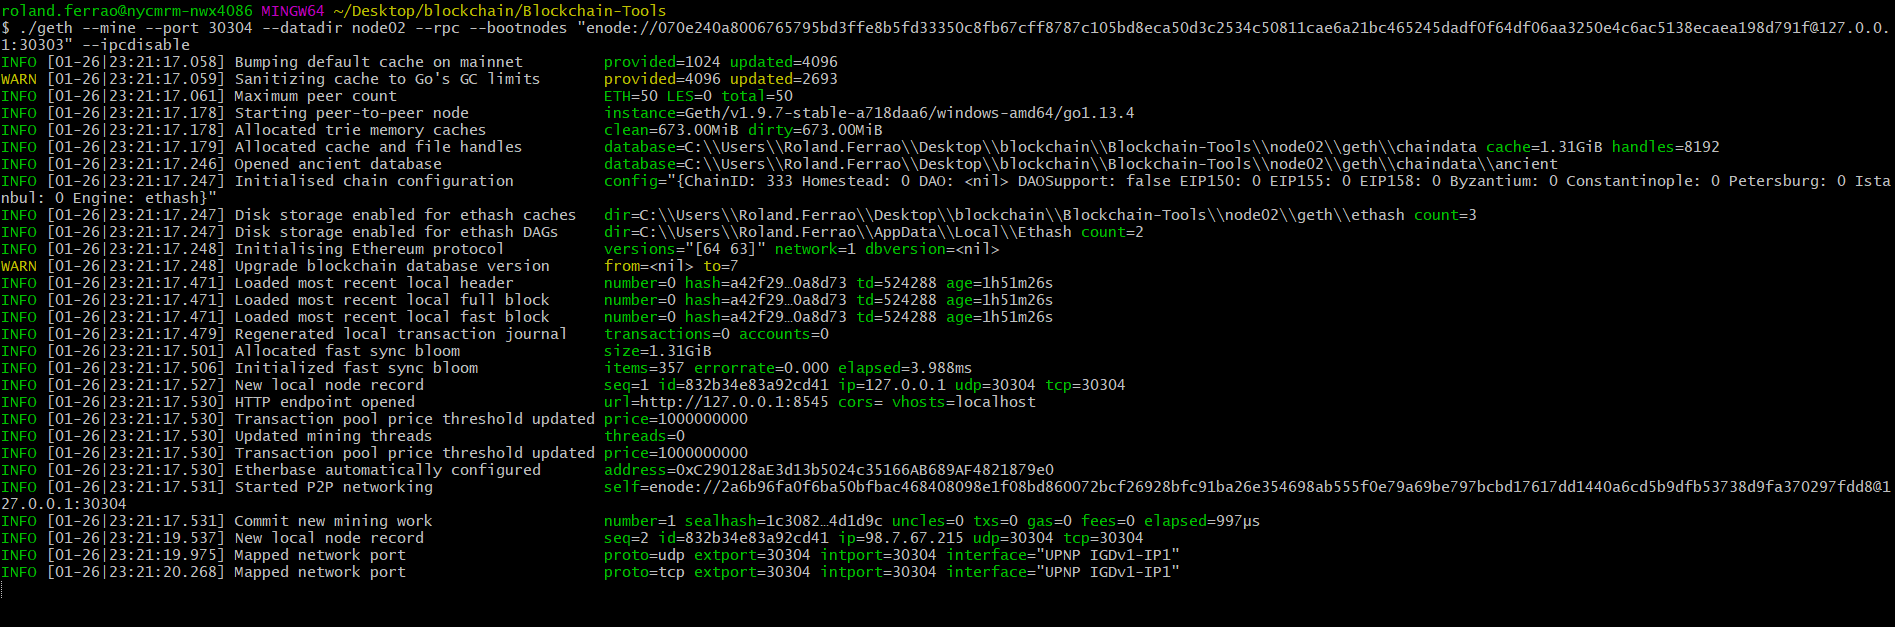 roland.ferrao@nycmrm-nwx4086 MINGW64 ~/Desktop/blockchain/Blockchain-Tools
$ ./geth --mine --port 30304 --datadir node02 --rpc --bootnodes "enode://070e240a8006765795bd3ffe8b5fd33350c8fb67cff8787c105bd8eca50d3c2534c50811cae6a21bc465245dadf0f64df06aa3250e4c6ac5138ecaea198d791f@127.0.0.
1:30303" --ipcdisable
INFO [01-26|23:21:17.058] Bumping default cache on mainnet         provided=1024 updated=4096
WARN [01-26|23:21:17.059] Sanitizing cache to Go's GC limits       provided=4096 updated=2693
INFO [01-26|23:21:17.061] Maximum peer count                       ETH=50 LES=0 total=50
INFO [01-26|23:21:17.178] Starting peer-to-peer node               instance=Geth/v1.9.7-stable-a718daa6/windows-amd64/go1.13.4
INFO [01-26|23:21:17.178] Allocated trie memory caches             clean=673.00MiB dirty=673.00MiB
INFO [01-26|23:21:17.179] Allocated cache and file handles         database=C:\\Users\\Roland.Ferrao\\Desktop\\blockchain\\Blockchain-Tools\\node02\\geth\\chaindata cache=1.31GiB handles=8192
INFO [01-26|23:21:17.246] Opened ancient database                  database=C:\\Users\\Roland.Ferrao\\Desktop\\blockchain\\Blockchain-Tools\\node02\\geth\\chaindata\\ancient
INFO [01-26|23:21:17.247] Initialised chain configuration          config="{ChainID: 333 Homestead: 0 DAO: <nil> DAOSupport: false EIP150: 0 EIP155: 0 EIP158: 0 Byzantium: 0 Constantinople: 0 Petersburg: 0 Ista
nbul: 0 Engine: ethash}"
INFO [01-26|23:21:17.247] Disk storage enabled for ethash caches   dir=C:\\Users\\Roland.Ferrao\\Desktop\\blockchain\\Blockchain-Tools\\node02\\geth\\ethash count=3
INFO [01-26|23:21:17.247] Disk storage enabled for ethash DAGs     dir=C:\\Users\\Roland.Ferrao\\AppData\\Local\\Ethash count=2
INFO [01-26|23:21:17.248] Initialising Ethereum protocol           versions="[64 63]" network=1 dbversion=<nil>
WARN [01-26|23:21:17.248] Upgrade blockchain database version      from=<nil> to=7
INFO [01-26|23:21:17.471] Loaded most recent local header          number=0 hash=a42f29…0a8d73 td=524288 age=1h51m26s
INFO [01-26|23:21:17.471] Loaded most recent local full block      number=0 hash=a42f29…0a8d73 td=524288 age=1h51m26s
INFO [01-26|23:21:17.471] Loaded most recent local fast block      number=0 hash=a42f29…0a8d73 td=524288 age=1h51m26s
INFO [01-26|23:21:17.479] Regenerated local transaction journal    transactions=0 accounts=0
INFO [01-26|23:21:17.501] Allocated fast sync bloom                size=1.31GiB
INFO [01-26|23:21:17.506] Initialized fast sync bloom              items=357 errorrate=0.000 elapsed=3.988ms
INFO [01-26|23:21:17.527] New local node record                    seq=1 id=832b34e83a92cd41 ip=127.0.0.1 udp=30304 tcp=30304
INFO [01-26|23:21:17.530] HTTP endpoint opened                     url=http://127.0.0.1:8545 cors= vhosts=localhost
INFO [01-26|23:21:17.530] Transaction pool price threshold updated price=1000000000
INFO [01-26|23:21:17.530] Updated mining threads                   threads=0
INFO [01-26|23:21:17.530] Transaction pool price threshold updated price=1000000000
INFO [01-26|23:21:17.530] Etherbase automatically configured       address=0xC290128aE3d13b5024c35166AB689AF4821879e0
INFO [01-26|23:21:17.531] Started P2P networking                   self=enode://2a6b96fa0f6ba50bfbac468408098e1f08bd860072bcf26928bfc91ba26e354698ab555f0e79a69be797bcbd17617dd1440a6cd5b9dfb53738d9fa370297fdd8@1
27.0.0.1:30304
INFO [01-26|23:21:17.531] Commit new mining work                   number=1 sealhash=1c3082…4d1d9c uncles=0 txs=0 gas=0 fees=0 elapsed=997µs
INFO [01-26|23:21:19.537] New local node record                    seq=2 id=832b34e83a92cd41 ip=98.7.67.215 udp=30304 tcp=30304
INFO [01-26|23:21:19.975] Mapped network port                      proto=udp extport=30304 intport=30304 interface="UPNP IGDv1-IP1"
INFO [01-26|23:21:20.268] Mapped network port                      proto=tcp extport=30304 intport=30304 interface="UPNP IGDv1-IP1"